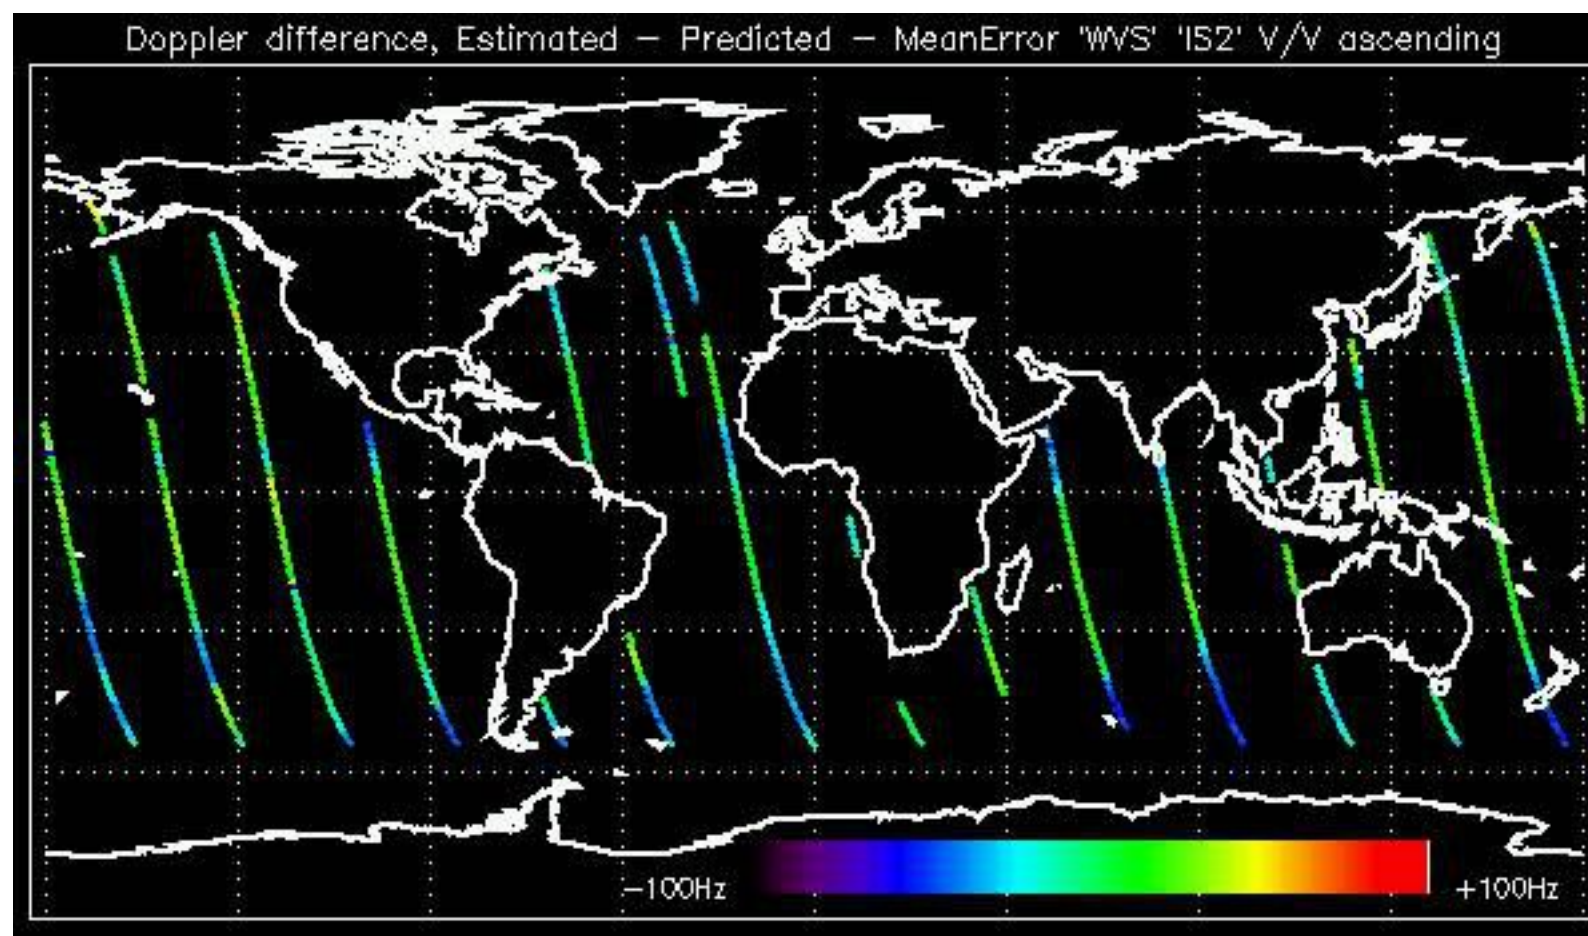 Doppler difference, Estimated – Predicted – MeanError 'WVS' 'IS2' V/V ascending
–100Hz
+100Hz